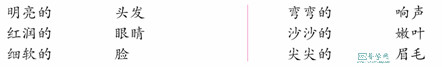 明亮的 头发 弯弯的 响声
红润的 眼睛 沙沙的 嫩叶
细软的 脸 尖尖的 眉毛